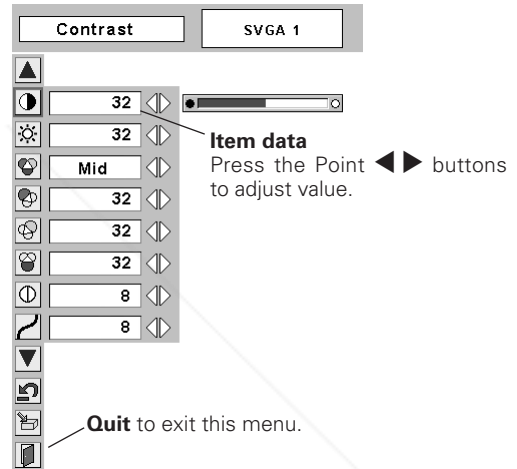 Contrast
SVGA 1
32
32
Item data
Press the Point ◀▶ buttons
to adjust value.
Mid
32
32
32
8
8
Quit to exit this menu.